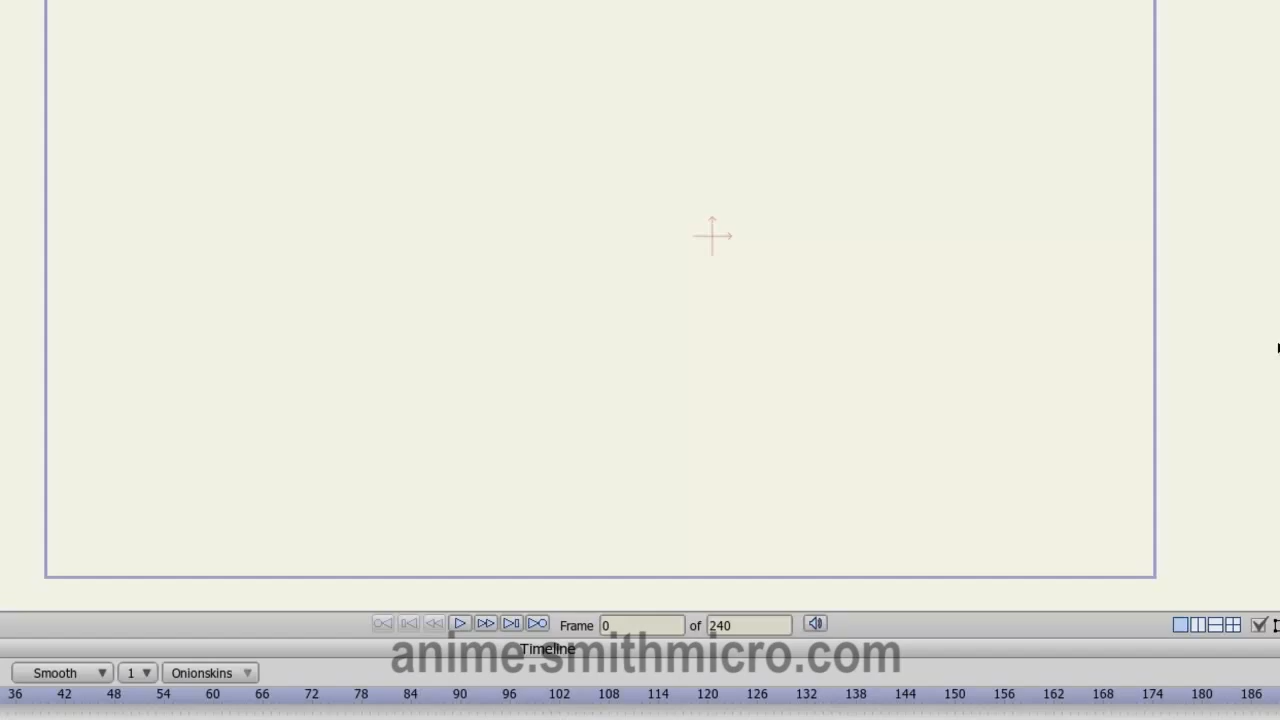 Frame 0 of 240
Timeline
anime.smithmicro.com
Smooth 1 Onionskins
36 42 48 54 60 66 72 78 84 90 96 102 108 114 120 126 132 138 144 150 156 162 168 174 180 186